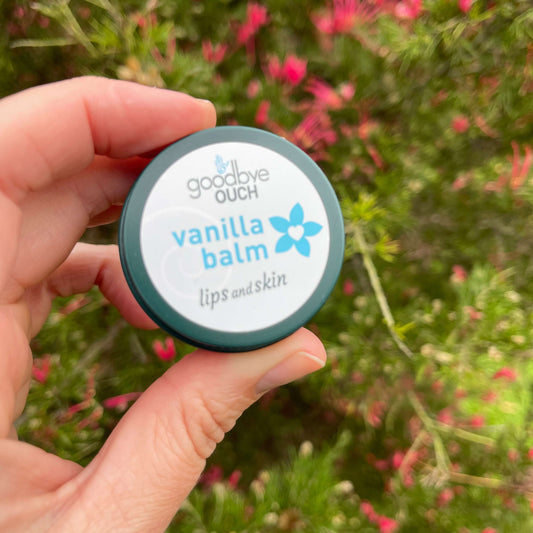 goodbye
OUCH
vanilla
balm
lips and skin